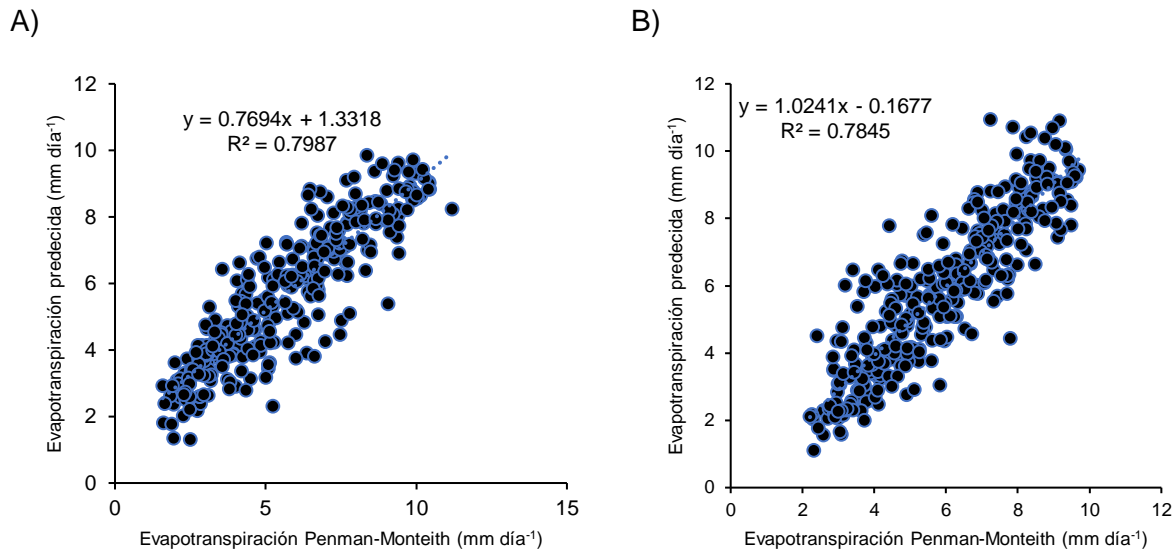 A)
B)
Evapotranspiración predecida (mm día⁻¹)
12
10
8
6
4
2
0
y = 0.7694x + 1.3318
R² = 0.7987
0
5
10
15
Evapotranspiración Penman-Monteith (mm día⁻¹)
Evapotranspiración predecida (mm día⁻¹)
12
10
8
6
4
2
0
y = 1.0241x - 0.1677
R² = 0.7845
0
2
4
6
8
10
12
Evapotranspiración Penman-Monteith (mm día⁻¹)